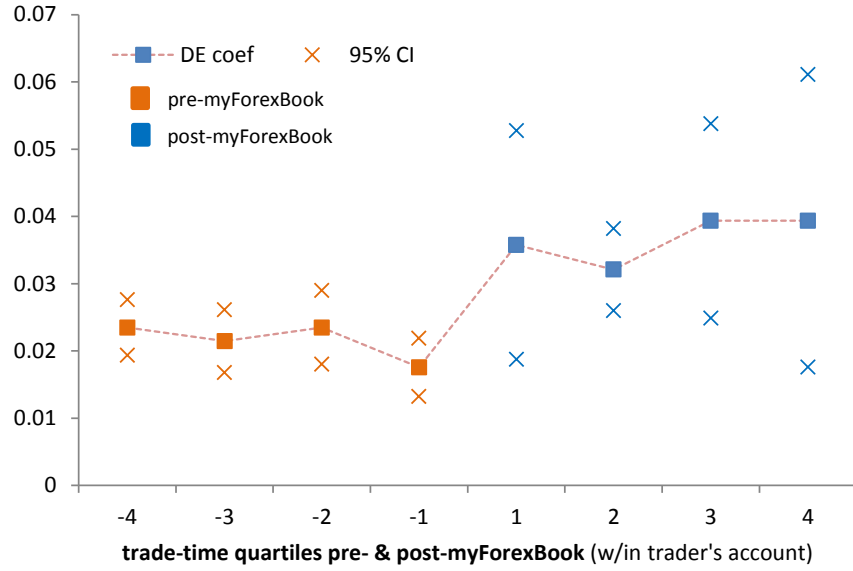 0.07
DE coef 95% CI
0.06
pre-myForexBook
post-myForexBook
0.05
0.04
0.03
0.02
0.01
0
-4 -3 -2 -1 1 2 3 4
trade-time quartiles pre- & post-myForexBook (w/in trader's account)